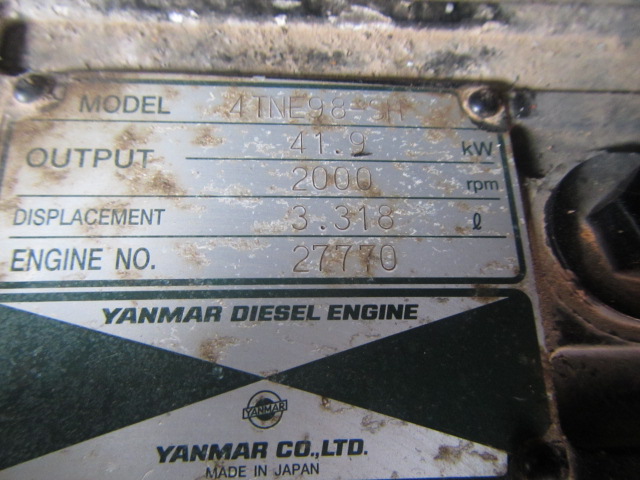 MODEL 4TNE98-SH
OUTPUT 41.9 kW
2000 rpm
DISPLACEMENT 3.318 ℓ
ENGINE NO. 27770
YANMAR DIESEL ENGINE
YANMAR
YANMAR CO.,LTD.
MADE IN JAPAN